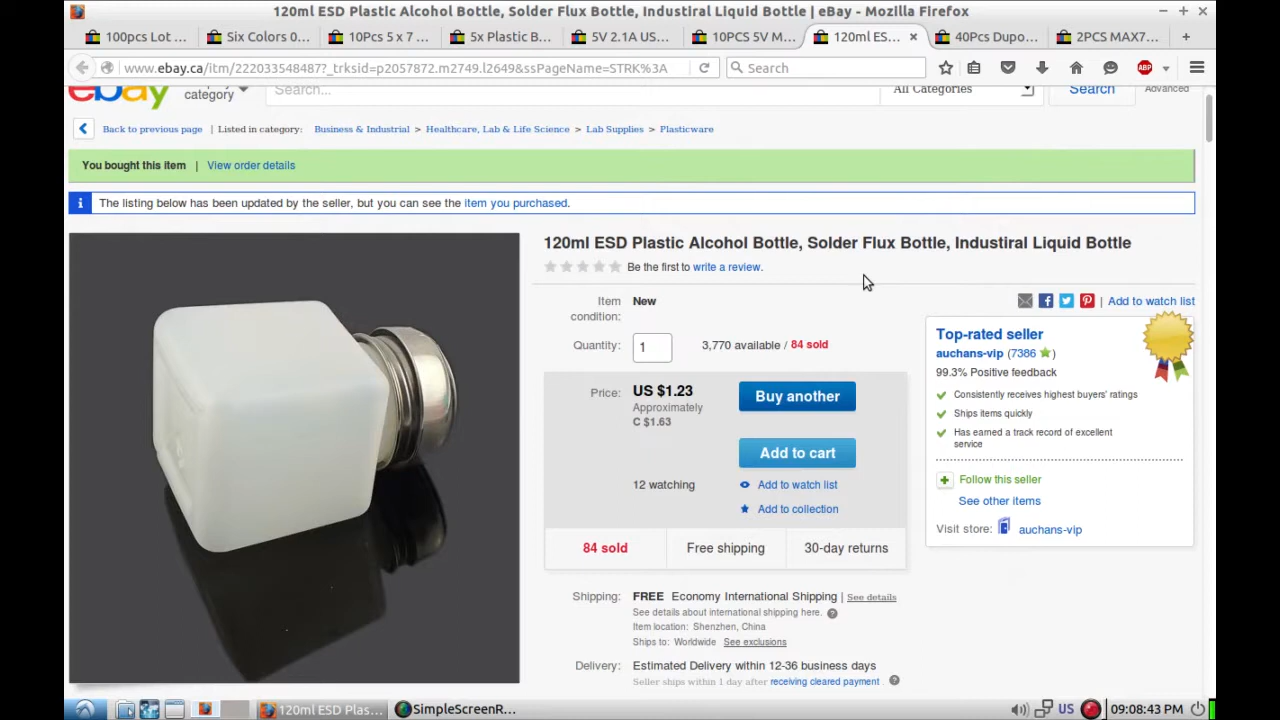 120ml ESD Plastic Alcohol Bottle, Solder Flux Bottle, Industiral Liquid Bottle | eBay - Mozilla Firefox
100pcs Lot ... Six Colors 0... 10Pcs 5 x 7 ... 5x Plastic B... 5V 2.1A US... 10PCS 5V M... 120ml ES... 40Pcs Dupo... 2PCS MAX7...
www.ebay.ca/itm/222033548487?_trksid=p2057872.m2749.l2649&ssPageName=STRK%3A Search ABP
ebay category Search... All Categories Search Advanced
Back to previous page | Listed in category: Business & Industrial > Healthcare, Lab & Life Science > Lab Supplies > Plasticware
You bought this item | View order details
The listing below has been updated by the seller, but you can see the item you purchased.
120ml ESD Plastic Alcohol Bottle, Solder Flux Bottle, Industiral Liquid Bottle
Be the first to write a review.
Item condition: New
| Add to watch list
Quantity: 1 3,770 available / 84 sold
Price: US $1.23
Approximately
C $1.63
Buy another
Add to cart
12 watching
Add to watch list
Add to collection
84 sold Free shipping 30-day returns
Top-rated seller
auchans-vip (7386)
99.3% Positive feedback
Consistently receives highest buyers' ratings
Ships items quickly
Has earned a track record of excellent
service
Follow this seller
See other items
Visit store: auchans-vip
Shipping: FREE Economy International Shipping | See details
See details about international shipping here.
Item location: Shenzhen, China
Ships to: Worldwide See exclusions
Delivery: Estimated Delivery within 12-36 business days
Seller ships within 1 day after receiving cleared payment.
120ml ESD Plas... SimpleScreenR... US 09:08:43 PM